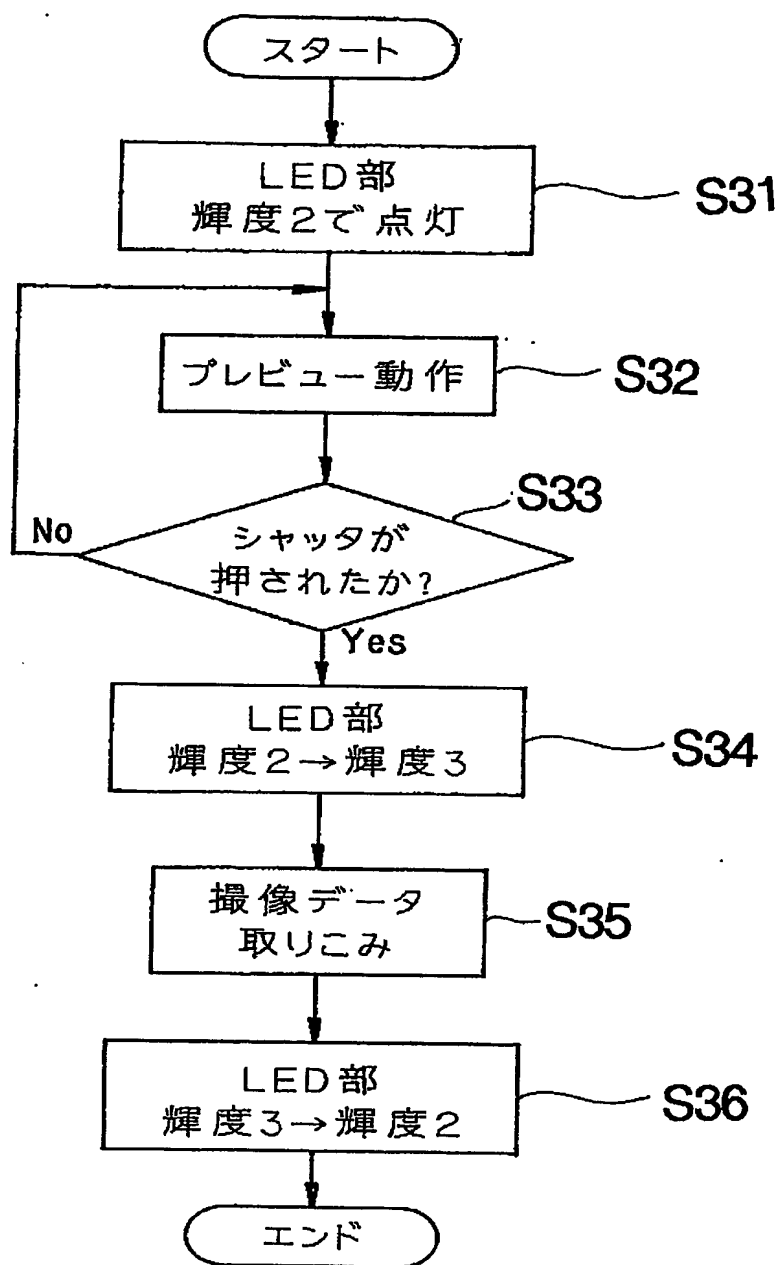 スタート
LED部
輝度2で点灯
S31
プレビュー動作
S32
S33
シャッタが
押されたか?
No
Yes
LED部
輝度2→輝度3
S34
撮像データ
取りこみ
S35
LED部
輝度3→輝度2
S36
エンド